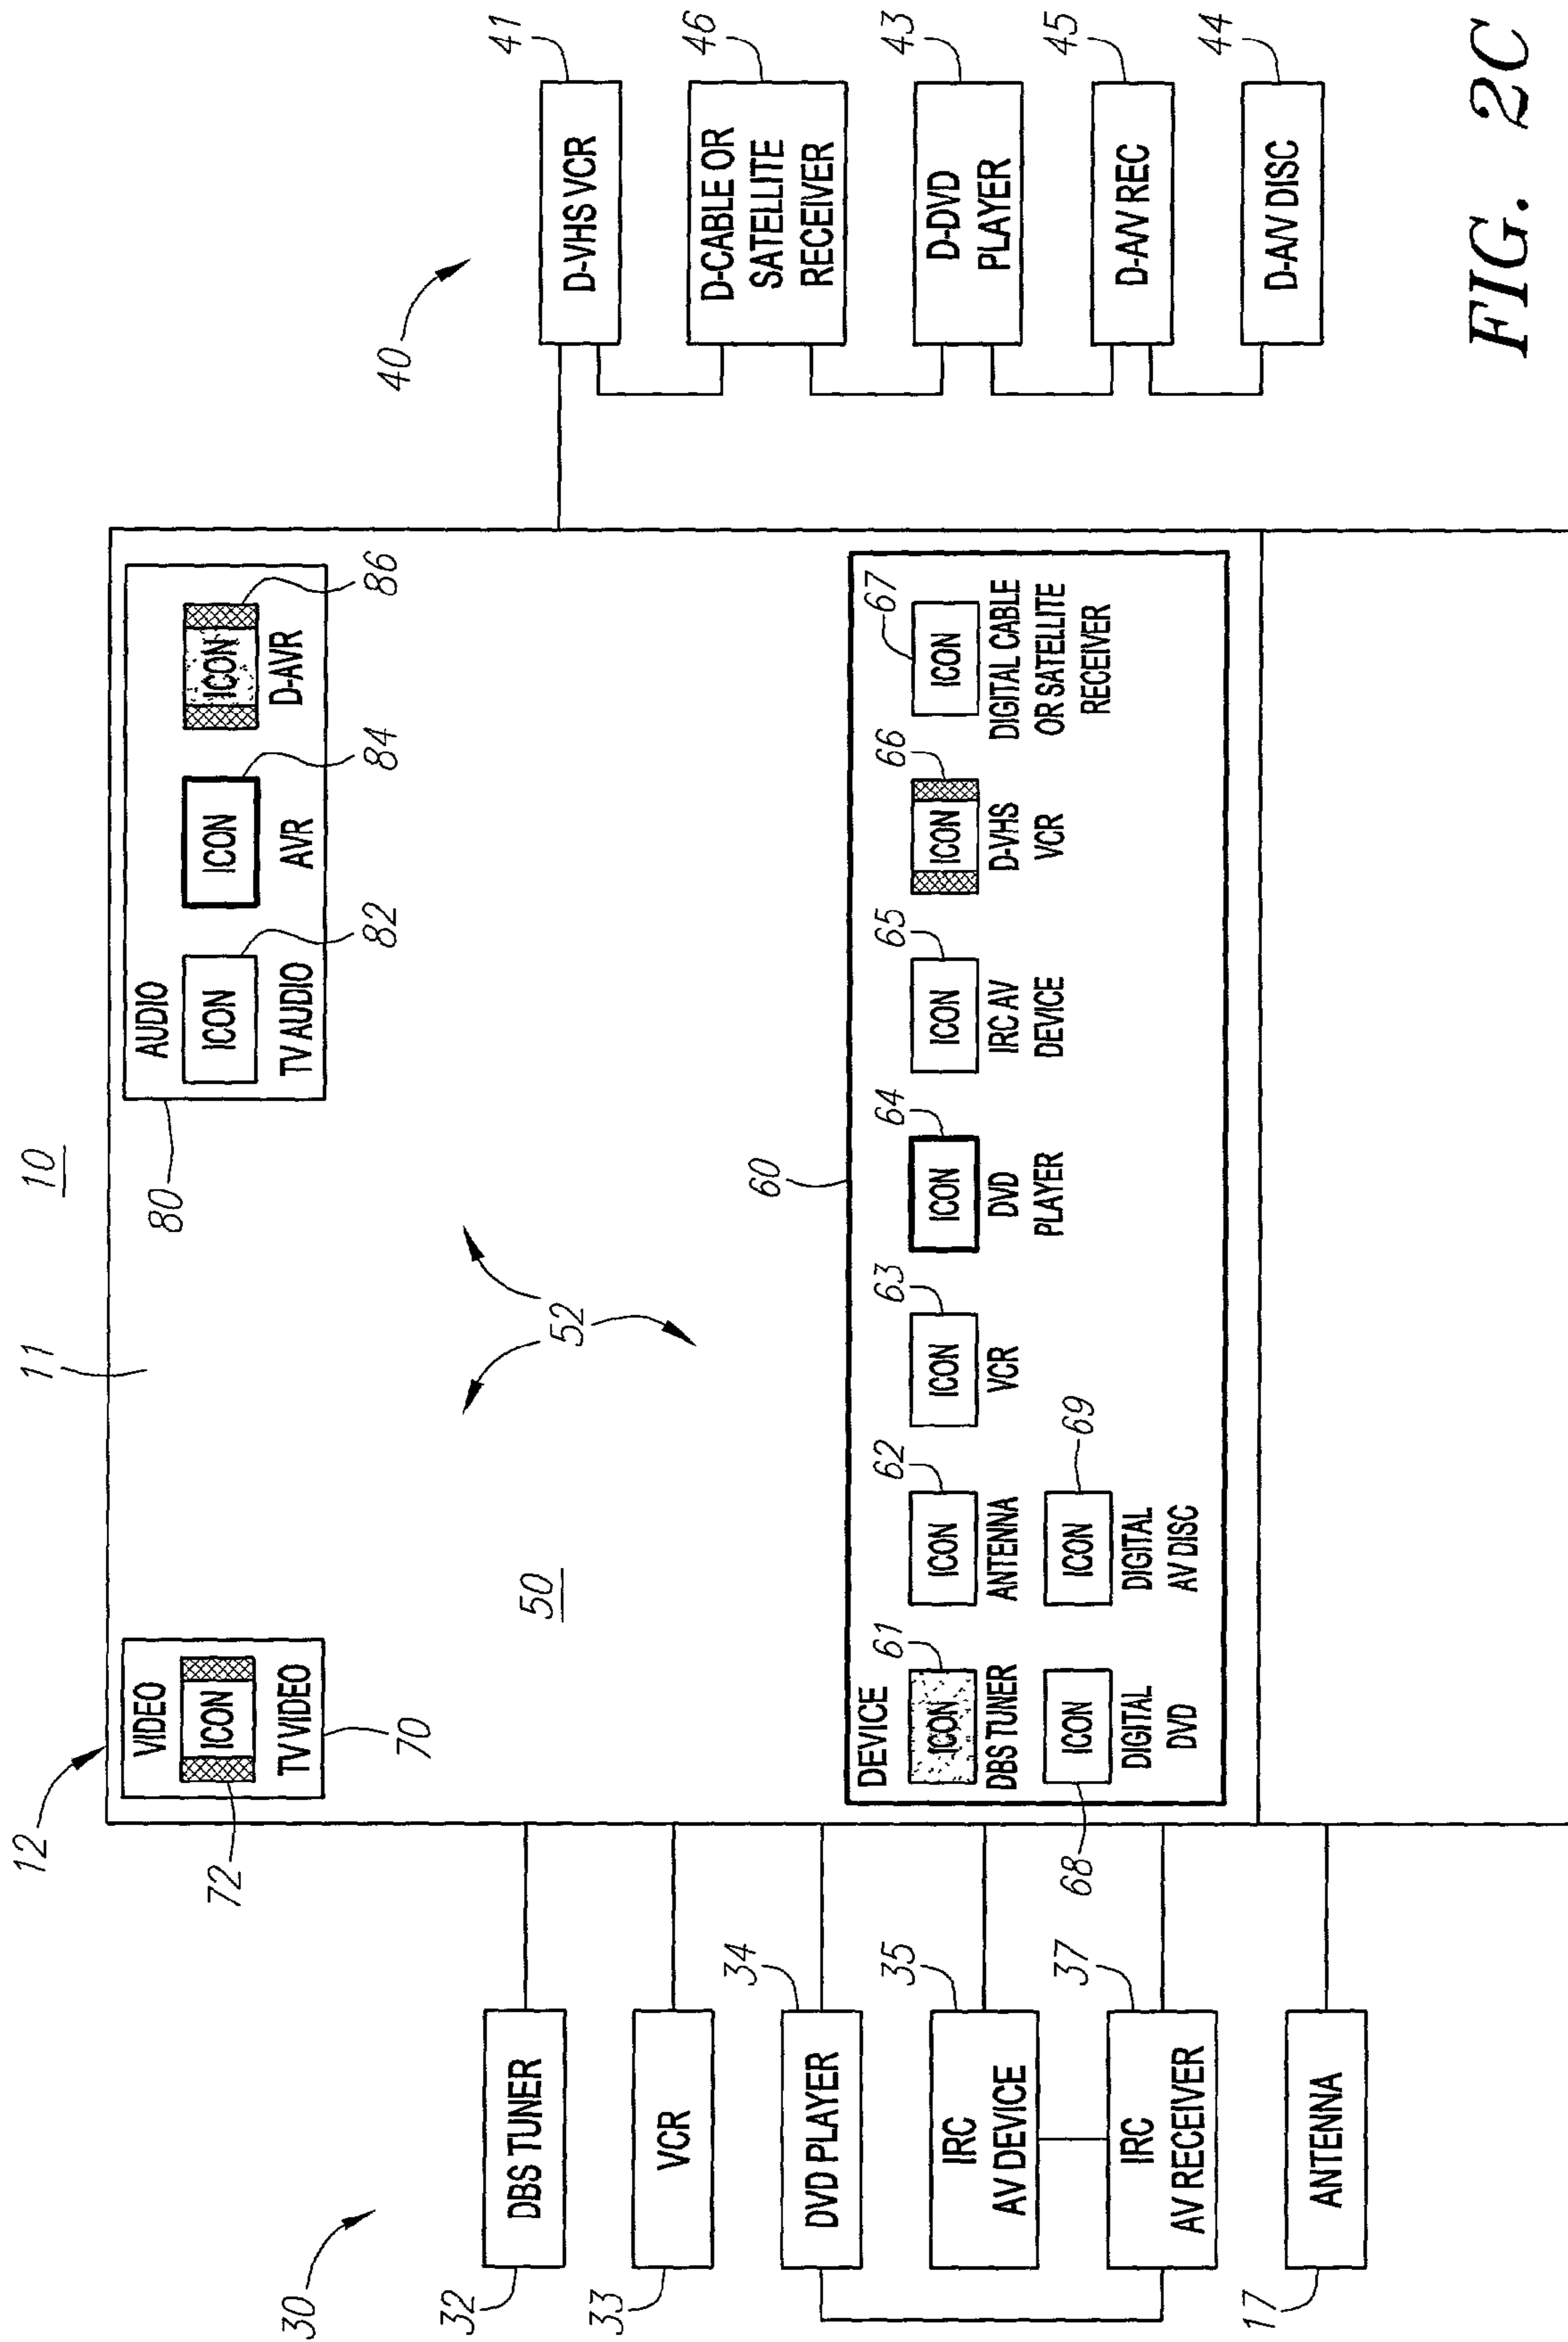 10
11
12
VIDEO
ICON
TV VIDEO
72
70
AUDIO
ICON
ICON
ICON
TV AUDIO
AVR
D-AVR
80
82
84
86
50
52
60
DEVICE
61
62
63
64
65
66
67
ICON
ICON
ICON
ICON
ICON
ICON
ICON
DBS TUNER
ANTENNA
VCR
DVD
PLAYER
IRC AV
DEVICE
D-VHS
VCR
DIGITAL CABLE
OR SATELLITE
RECEIVER
68
ICON
DIGITAL
DVD
69
ICON
DIGITAL
AV DISC
30
32
DBS TUNER
33
VCR
34
DVD PLAYER
35
IRC
AV DEVICE
37
IRC
AV RECEIVER
17
ANTENNA
40
41
D-VHS VCR
46
D-CABLE OR
SATELLITE
RECEIVER
43
D-DVD
PLAYER
45
D-A/V REC
44
D-A/V DISC
FIG. 2C